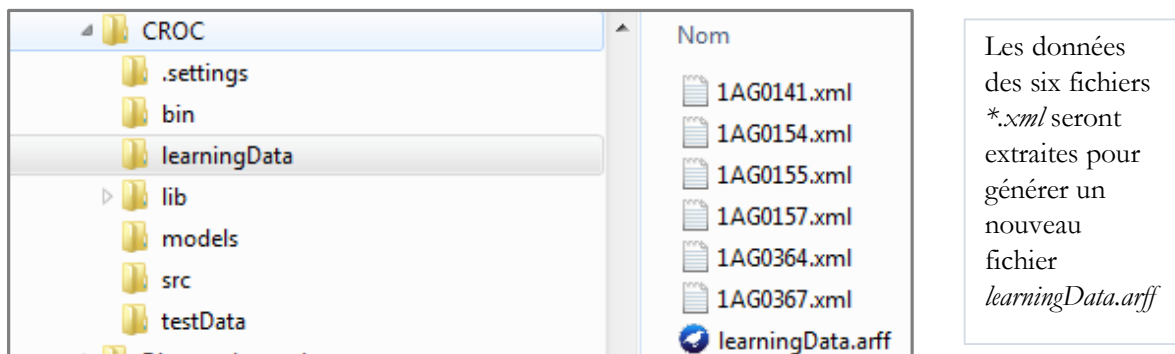 CROC
.settings
bin
learningData
lib
models
src
testData
Nom
1AG0141.xml
1AG0154.xml
1AG0155.xml
1AG0157.xml
1AG0364.xml
1AG0367.xml
learningData.arff
Les données
des six fichiers
*.xml seront
extraites pour
générer un
nouveau
fichier
learningData.arff